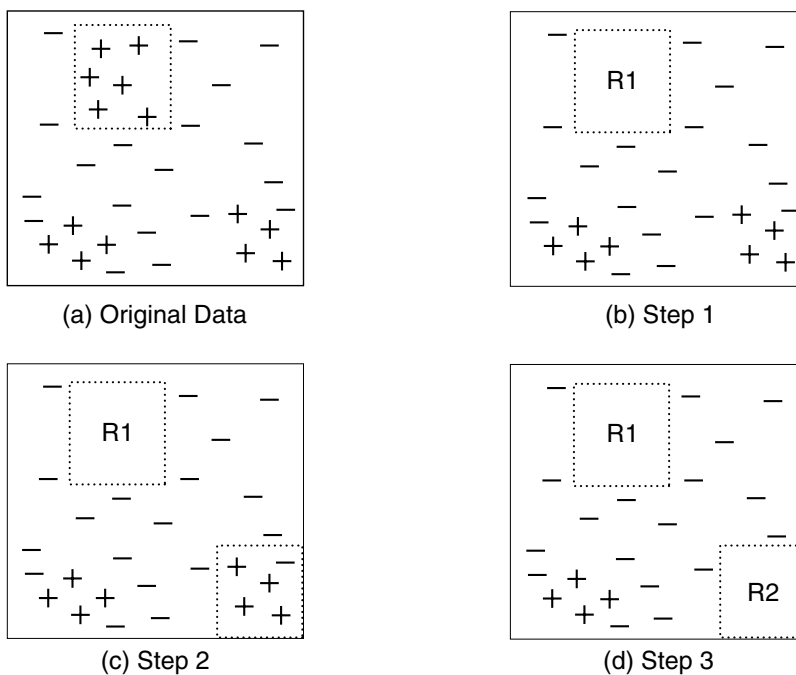 R1
(a) Original Data
(b) Step 1
R1
R1
R2
(c) Step 2
(d) Step 3